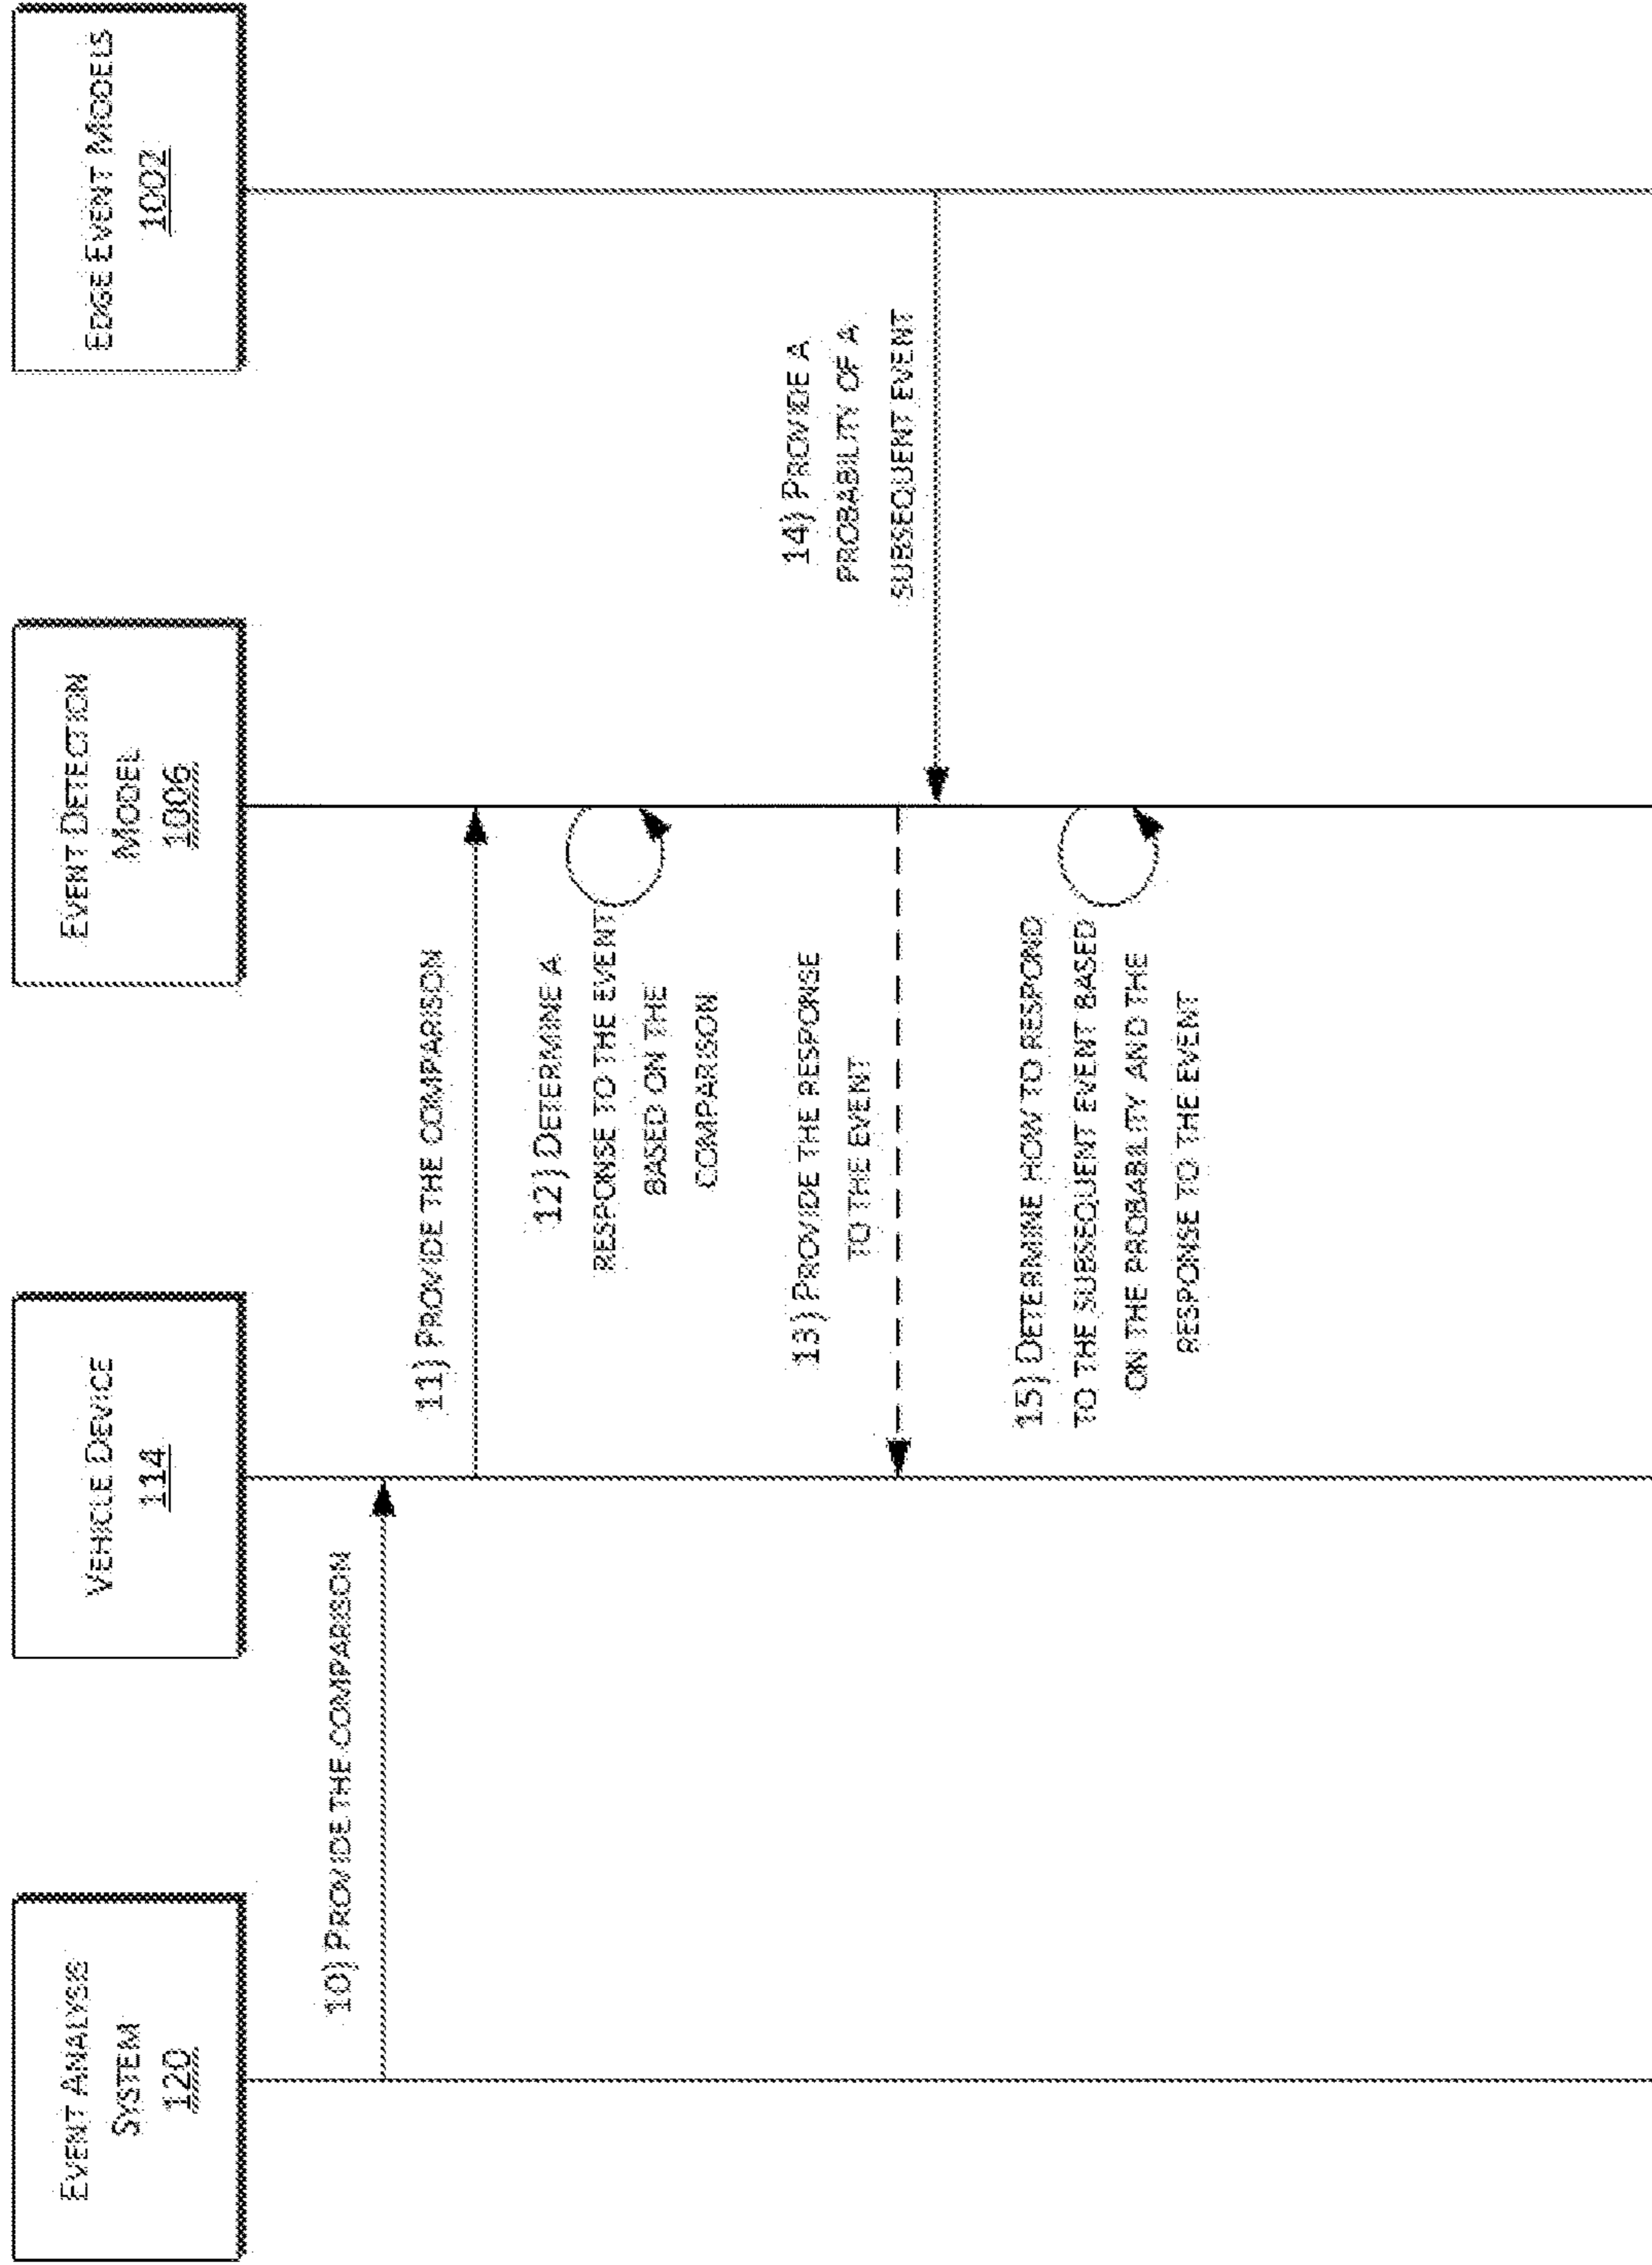 EVENT ANALYSIS
SYSTEM
120
VEHICLE DEVICE
114
EVENT DETECTION
MODEL
1006
EDGE EVENT MODELS
1002
10) PROVIDE THE COMPARISON
11) PROVIDE THE COMPARISON
12) DETERMINE A
RESPONSE TO THE EVENT
BASED ON THE
COMPARISON
13) PROVIDE THE RESPONSE
TO THE EVENT
14) PROVIDE A
PROBABILITY OF A
SUBSEQUENT EVENT
15) DETERMINE HOW TO RESPOND
TO THE SUBSEQUENT EVENT BASED
ON THE PROBABILITY AND THE
RESPONSE TO THE EVENT